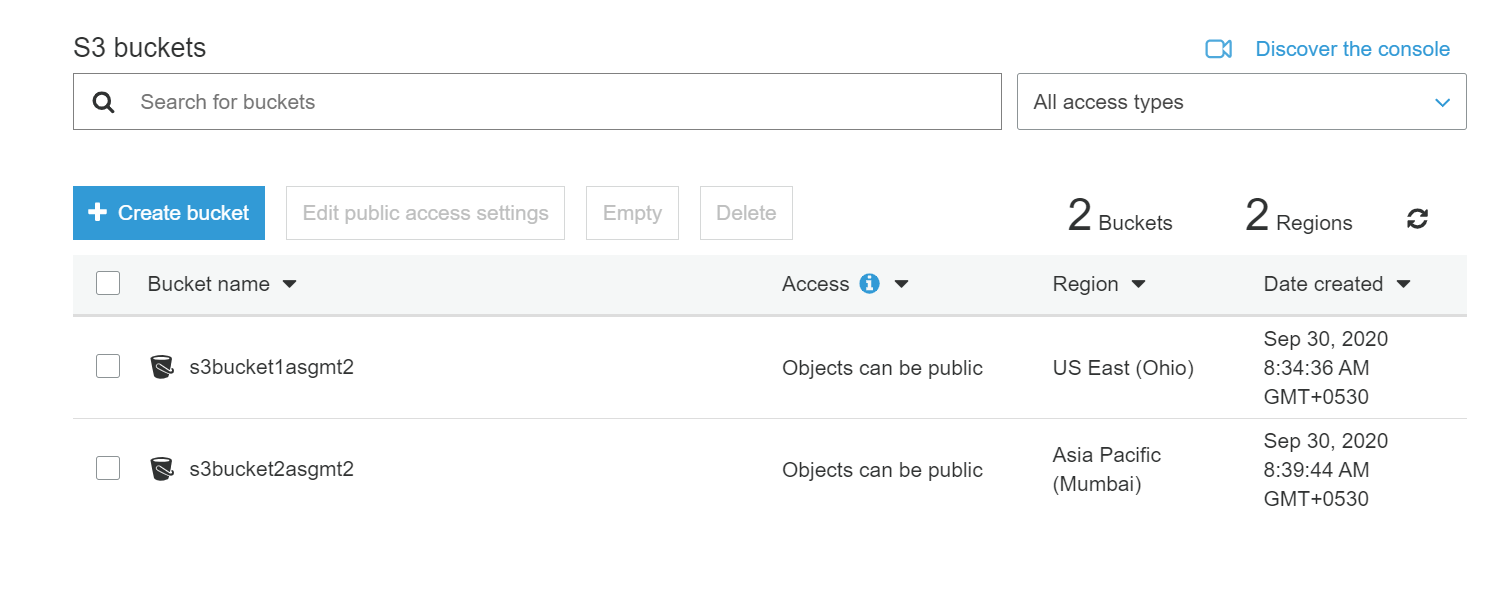 S3 buckets
Discover the console
Search for buckets
All access types
Create bucket
Edit public access settings
Empty
Delete
2 Buckets
2 Regions
Bucket name
Access
Region
Date created
s3bucket1asgmt2
Objects can be public
US East (Ohio)
Sep 30, 2020
8:34:36 AM
GMT+0530
s3bucket2asgmt2
Objects can be public
Asia Pacific
(Mumbai)
Sep 30, 2020
8:39:44 AM
GMT+0530